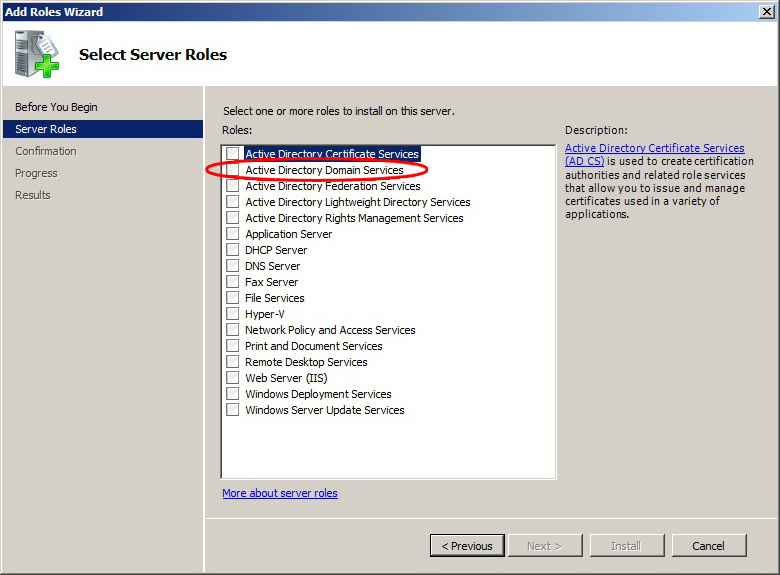 Add Roles Wizard
Select Server Roles
Before You Begin
Server Roles
Confirmation
Progress
Results
Select one or more roles to install on this server.
Roles:
Active Directory Certificate Services
Active Directory Domain Services
Active Directory Federation Services
Active Directory Lightweight Directory Services
Active Directory Rights Management Services
Application Server
DHCP Server
DNS Server
Fax Server
File Services
Hyper-V
Network Policy and Access Services
Print and Document Services
Remote Desktop Services
Web Server (IIS)
Windows Deployment Services
Windows Server Update Services
More about server roles
Description:
Active Directory Certificate Services
(AD CS) is used to create certification
authorities and related role services
that allow you to issue and manage
certificates used in a variety of
applications.
< Previous
Next >
Install
Cancel